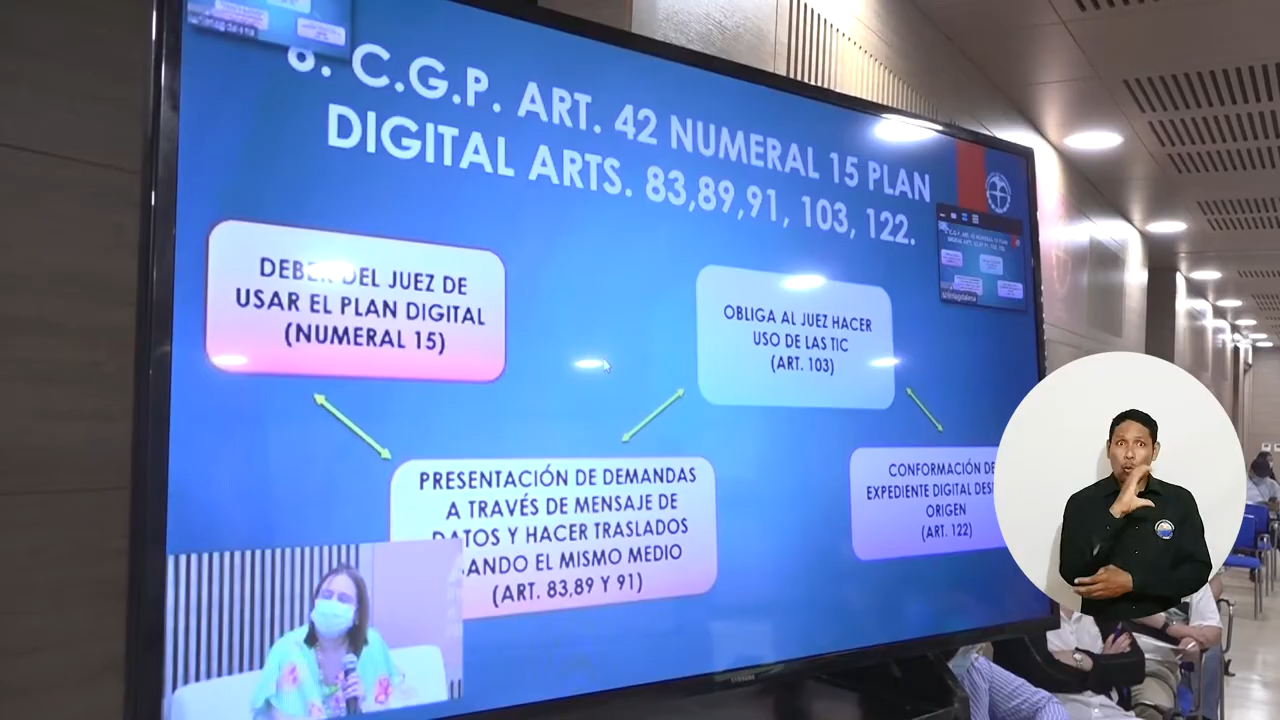 C.G.P. ART. 42 NUMERAL 15 PLAN
DIGITAL ARTS. 83,89,91, 103, 122.
DEBER DEL JUEZ DE
USAR EL PLAN DIGITAL
(NUMERAL 15)
OBLIGA AL JUEZ HACER
USO DE LAS TIC
(ART. 103)
PRESENTACIÓN DE DEMANDAS
A TRAVÉS DE MENSAJE DE
DATOS Y HACER TRASLADOS
EL MISMO MEDIO
(ART. 83,89 Y 91)
CONFORMACIÓN DE
EXPEDIENTE DIGITAL
ORIGEN
(ART. 122)
SAMSUNG